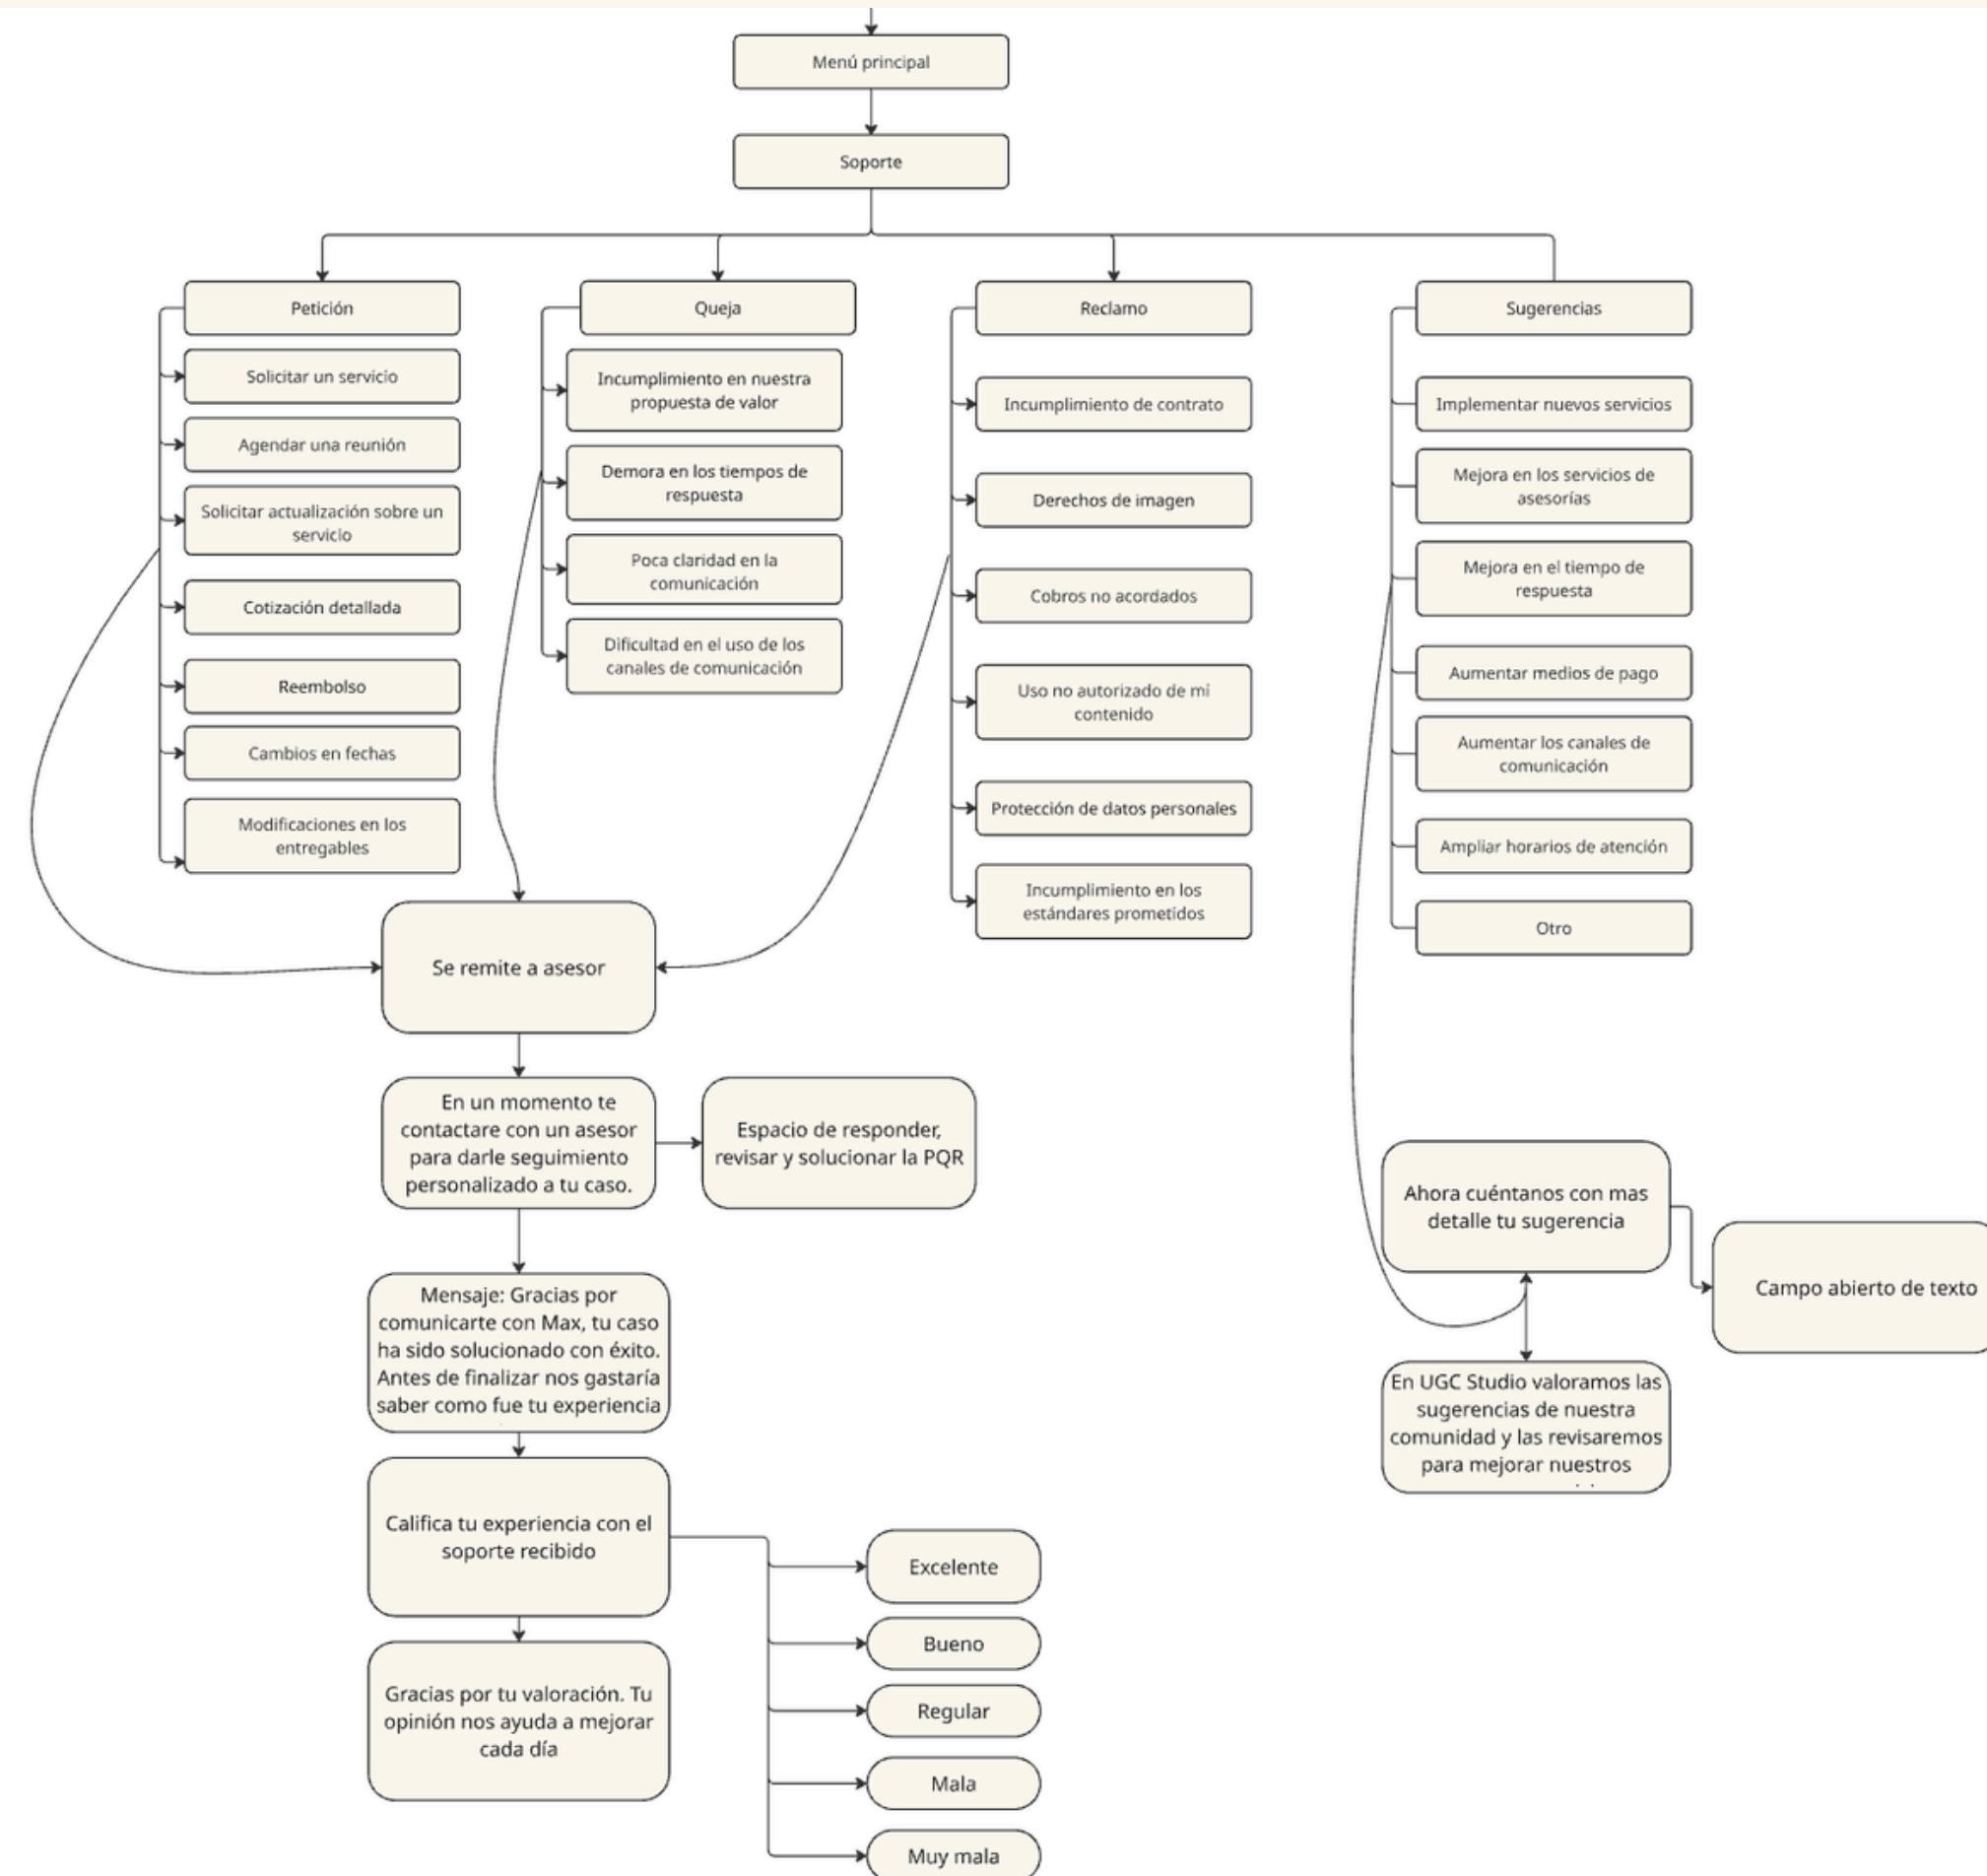 Menú principal
Soporte
Petición
Solicitar un servicio
Agendar una reunión
Solicitar actualización sobre un
servicio
Cotización detallada
Reembolso
Cambios en fechas
Modificaciones en los
entregables
Queja
Incumplimiento en nuestra
propuesta de valor
Demora en los tiempos de
respuesta
Poca claridad en la
comunicación
Dificultad en el uso de los
canales de comunicación
Reclamo
Incumplimiento de contrato
Derechos de imagen
Cobros no acordados
Uso no autorizado de mi
contenido
Protección de datos personales
Incumplimiento en los
estándares prometidos
Sugerencias
Implementar nuevos servicios
Mejora en los servicios de
asesorías
Mejora en el tiempo de
respuesta
Aumentar medios de pago
Aumentar los canales de
comunicación
Ampliar horarios de atención
Otro
Se remite a asesor
En un momento te
contactare con un asesor
para darle seguimiento
personalizado a tu caso.
Espacio de responder,
revisar y solucionar la PQR
Mensaje: Gracias por
comunicarte con Max, tu caso
ha sido solucionado con éxito.
Antes de finalizar nos gastaría
saber como fue tu experiencia
Califica tu experiencia con el
soporte recibido
Excelente
Bueno
Regular
Mala
Muy mala
Gracias por tu valoración. Tu
opinión nos ayuda a mejorar
cada día
Ahora cuéntanos con mas
detalle tu sugerencia
Campo abierto de texto
En UGC Studio valoramos las
sugerencias de nuestra
comunidad y las revisaremos
para mejorar nuestros